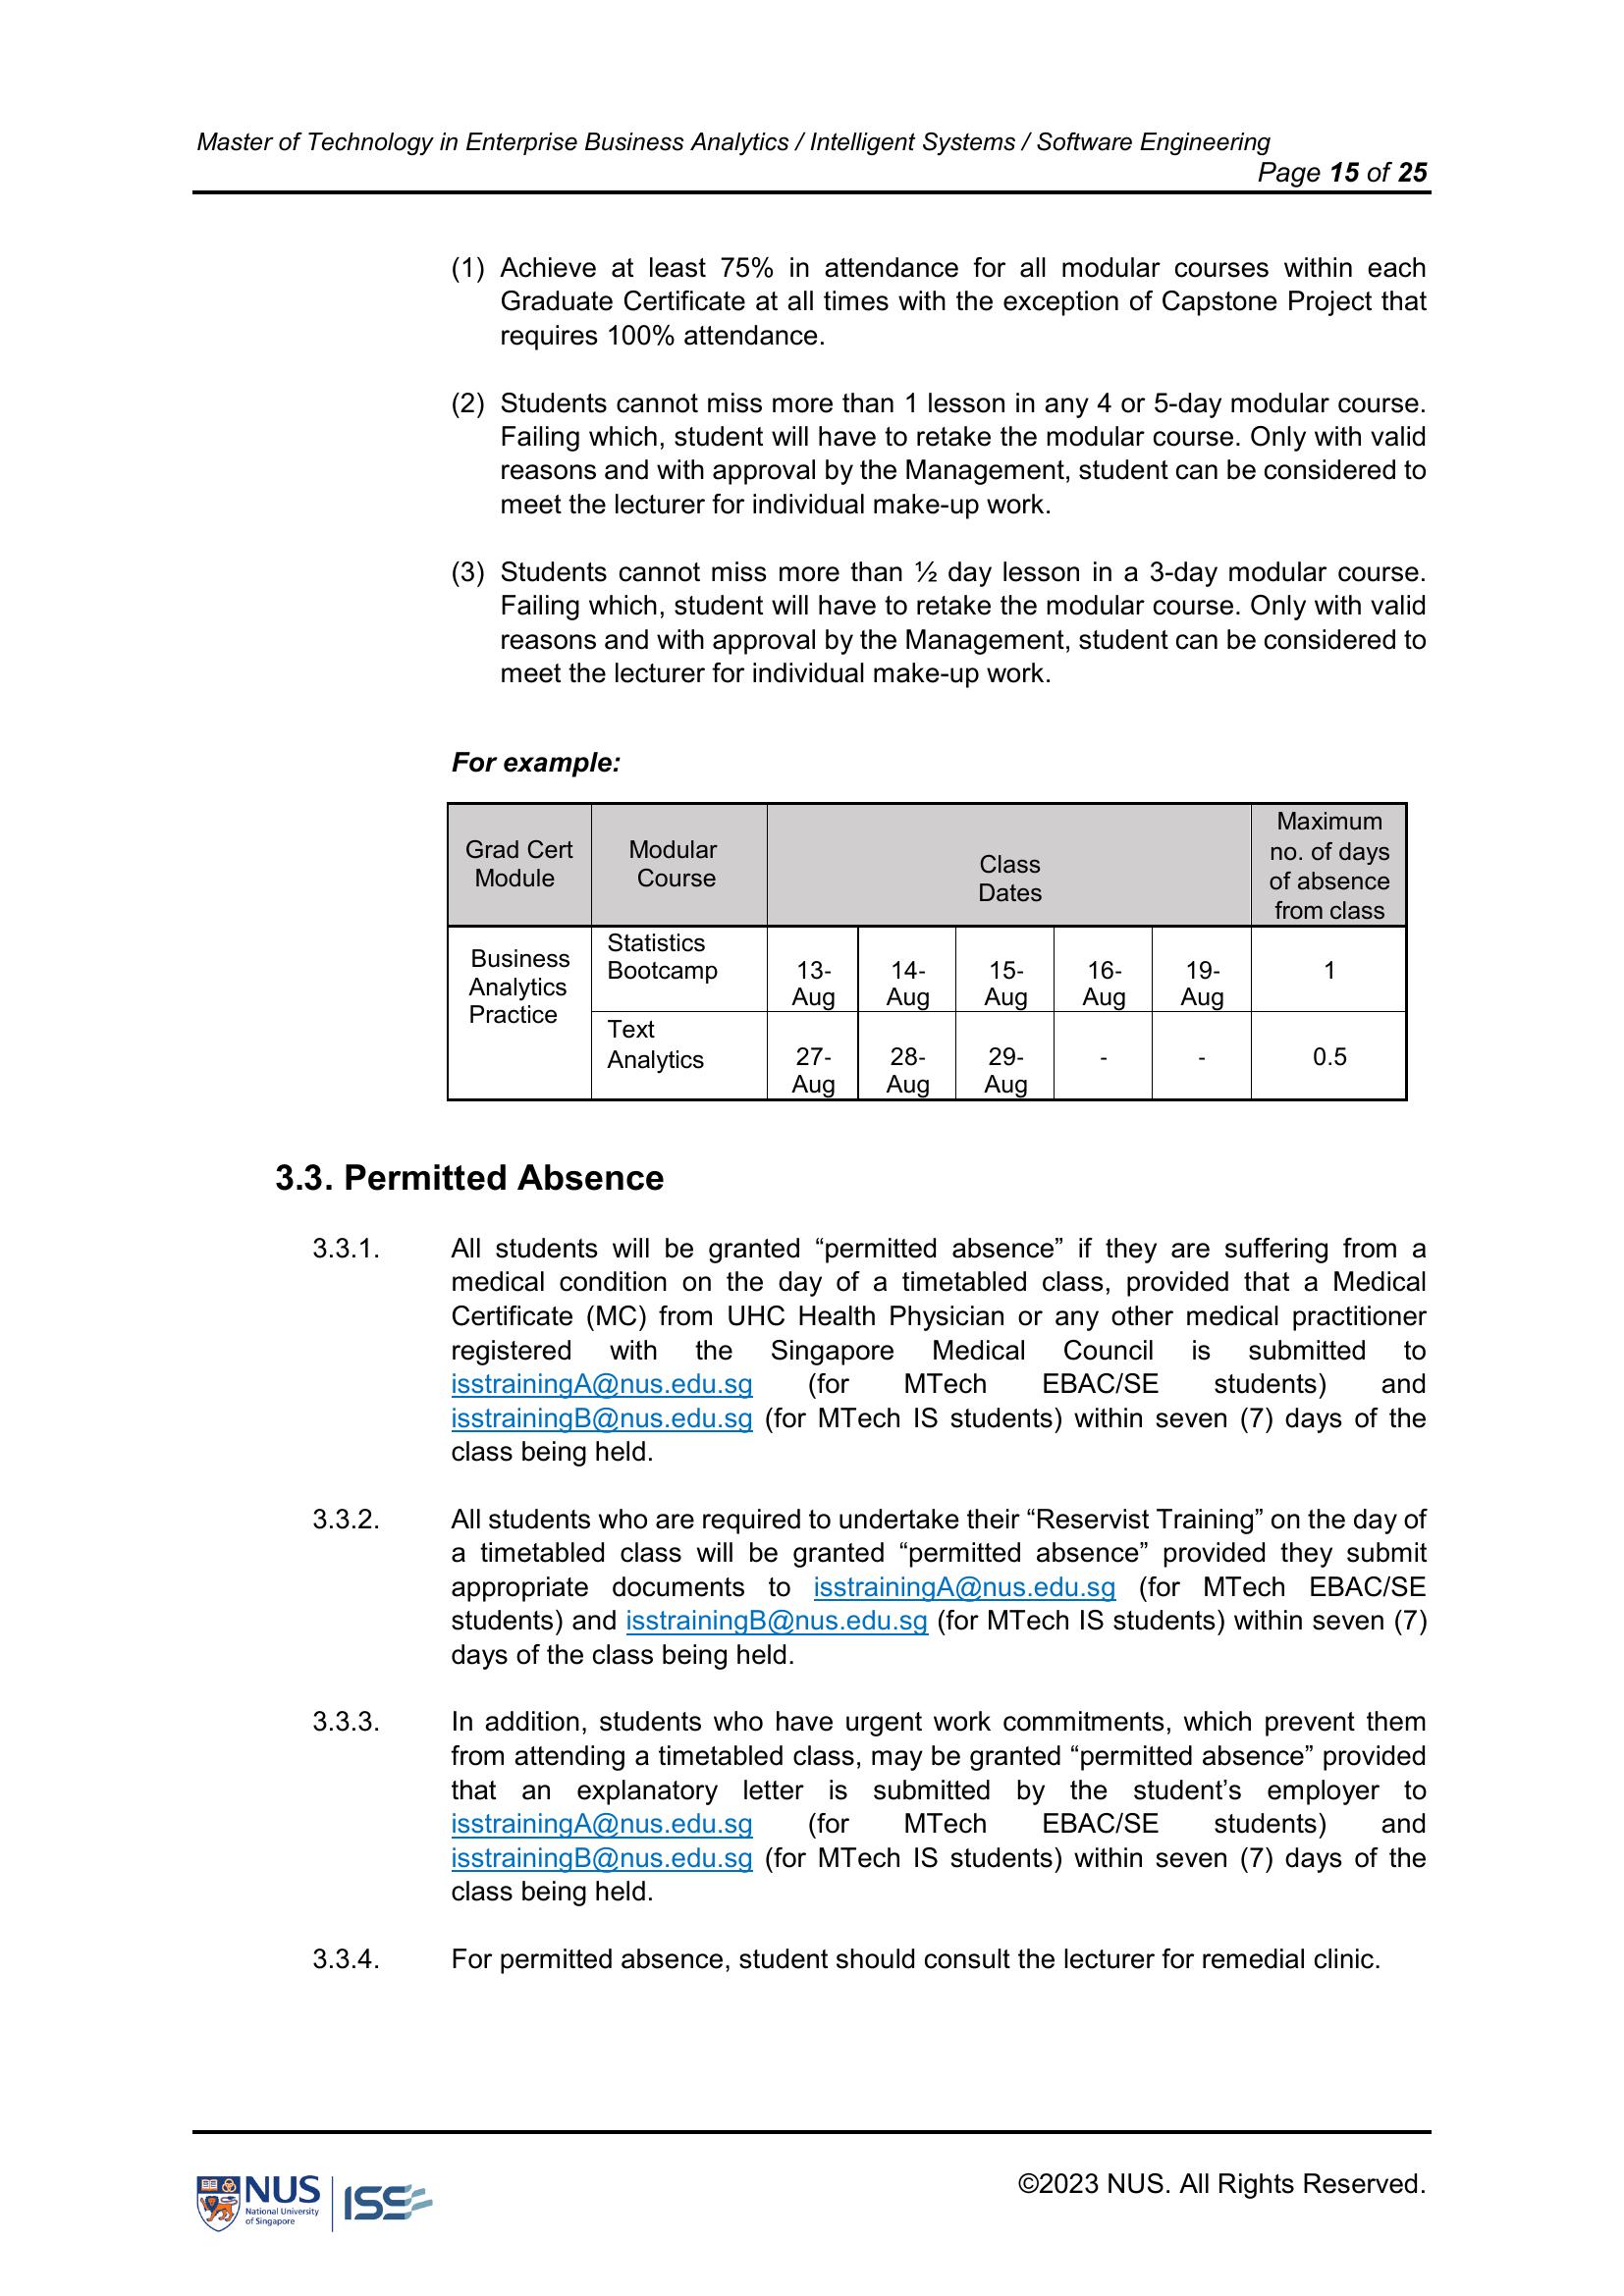 Master of Technology in Enterprise Business Analytics / Intelligent Systems / Software Engineering
Page 15 of 25
(1) Achieve at least 75% in attendance for all modular courses within each
Graduate Certificate at all times with the exception of Capstone Project that
requires 100% attendance.
(2) Students cannot miss more than 1 lesson in any 4 or 5-day modular course.
Failing which, student will have to retake the modular course. Only with valid
reasons and with approval by the Management, student can be considered to
meet the lecturer for individual make-up work.
(3) Students cannot miss more than ½ day lesson in a 3-day modular course.
Failing which, student will have to retake the modular course. Only with valid
reasons and with approval by the Management, student can be considered to
meet the lecturer for individual make-up work.
For example:
Grad Cert
Module
Modular
Course
Class
Dates
Maximum
no. of days
of absence
from class
Business
Analytics
Practice
Statistics
Bootcamp
13-
Aug
14-
Aug
15-
Aug
16-
Aug
19-
Aug
1
Text
Analytics
27-
Aug
28-
Aug
29-
Aug
-
-
0.5
3.3. Permitted Absence
3.3.1. All students will be granted “permitted absence” if they are suffering from a
medical condition on the day of a timetabled class, provided that a Medical
Certificate (MC) from UHC Health Physician or any other medical practitioner
registered with the Singapore Medical Council is submitted to
isstrainingA@nus.edu.sg (for MTech EBAC/SE students) and
isstrainingB@nus.edu.sg (for MTech IS students) within seven (7) days of the
class being held.
3.3.2. All students who are required to undertake their “Reservist Training” on the day of
a timetabled class will be granted “permitted absence” provided they submit
appropriate documents to isstrainingA@nus.edu.sg (for MTech EBAC/SE
students) and isstrainingB@nus.edu.sg (for MTech IS students) within seven (7)
days of the class being held.
3.3.3. In addition, students who have urgent work commitments, which prevent them
from attending a timetabled class, may be granted “permitted absence” provided
that an explanatory letter is submitted by the student’s employer to
isstrainingA@nus.edu.sg (for MTech EBAC/SE students) and
isstrainingB@nus.edu.sg (for MTech IS students) within seven (7) days of the
class being held.
3.3.4. For permitted absence, student should consult the lecturer for remedial clinic.
NUS
National University
of Singapore
ISS
©2023 NUS. All Rights Reserved.